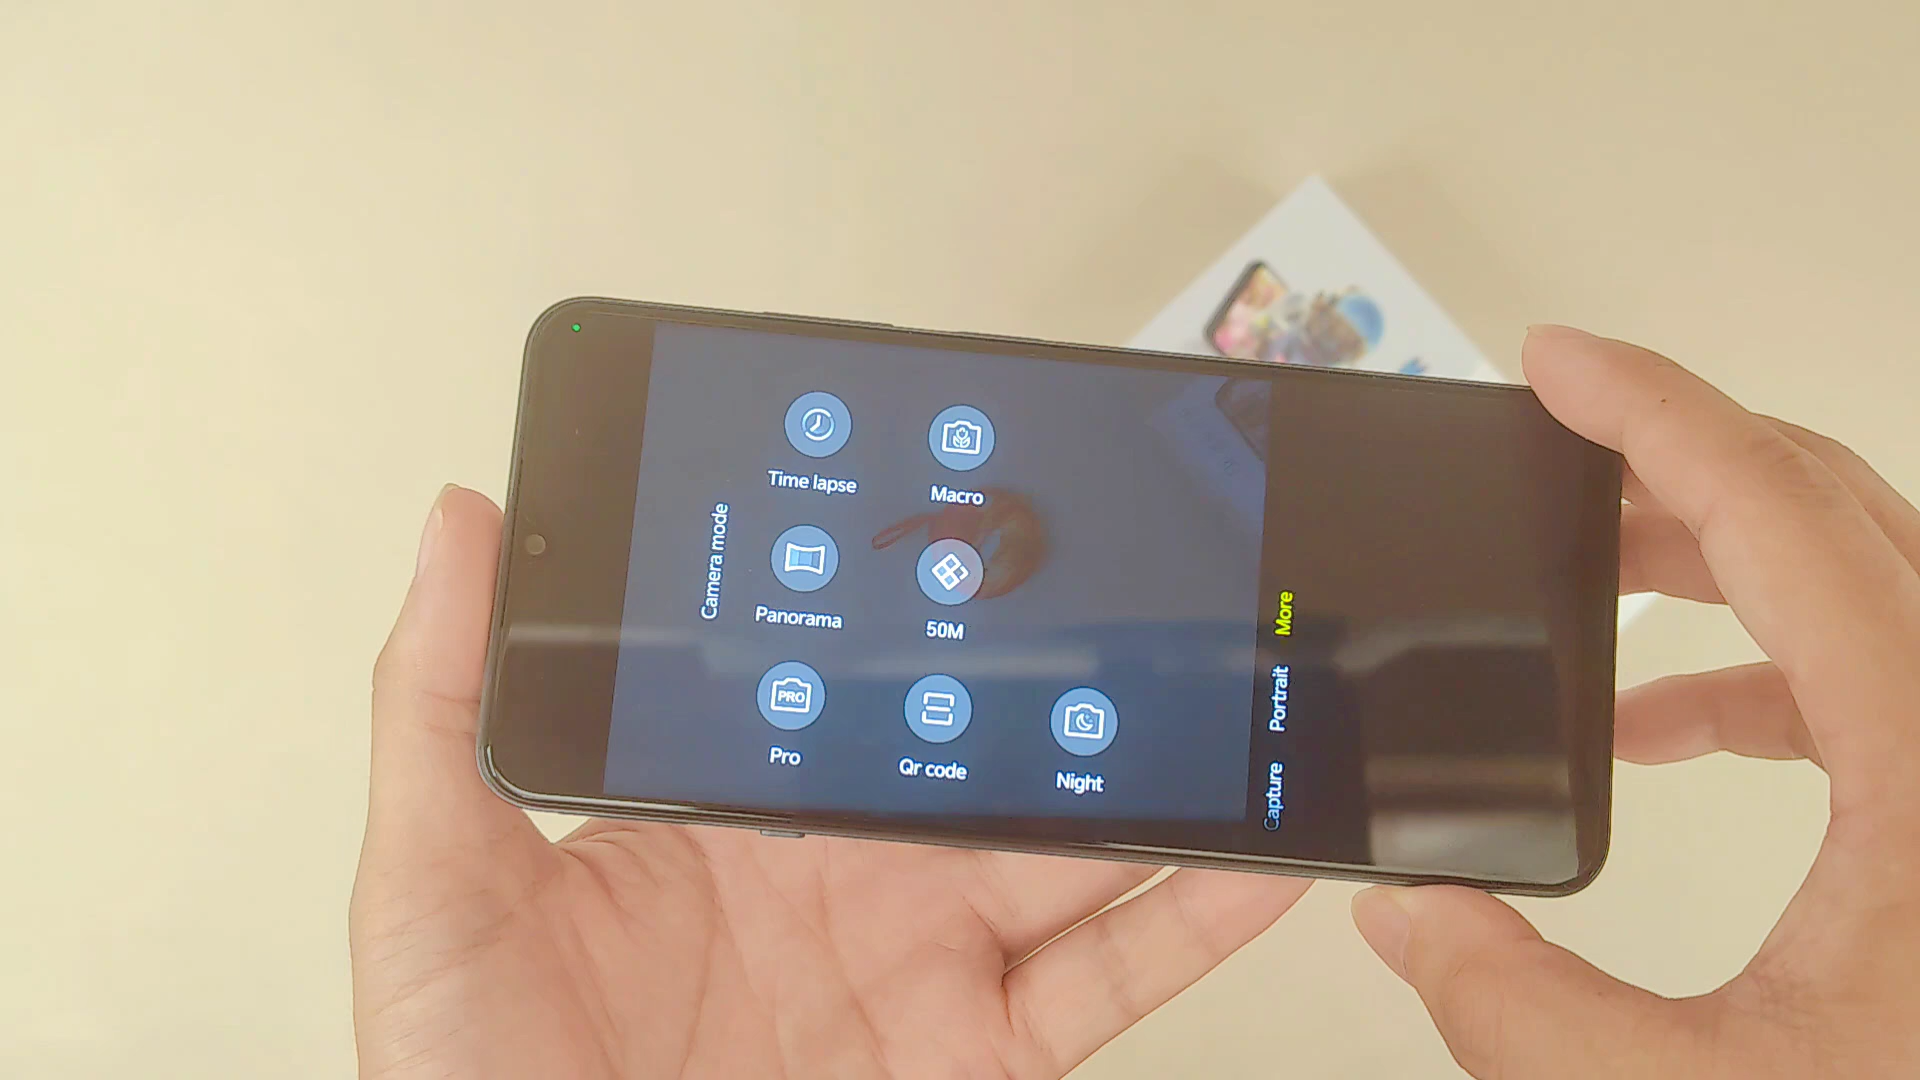 Camera mode
Time lapse
Macro
Panorama
50M
PRO
Pro
Qr code
Night
Capture
Portrait
More